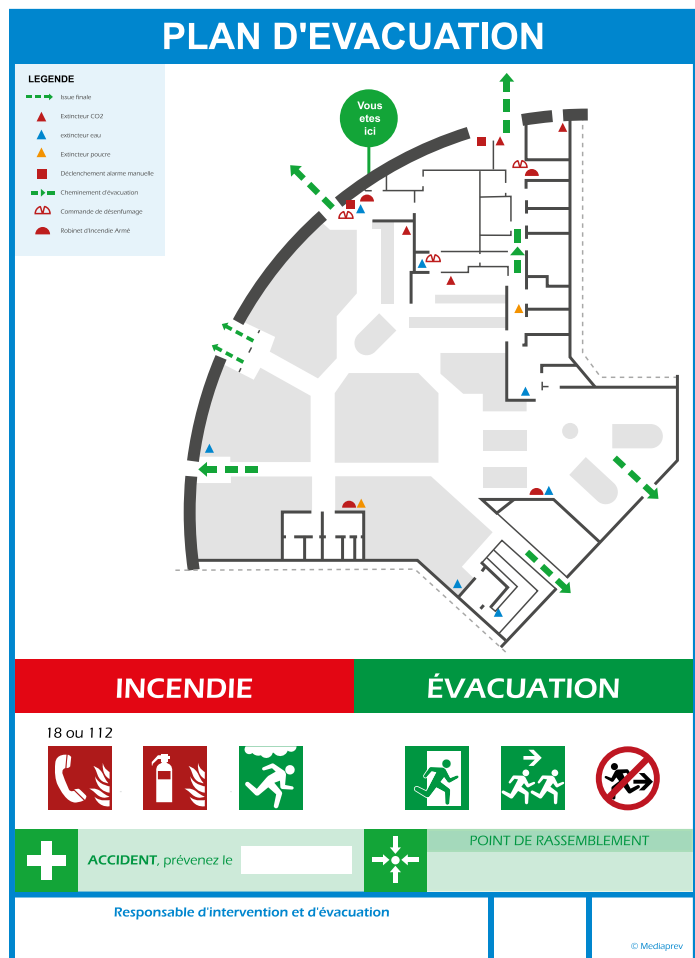 PLAN D'EVACUATION
LEGENDE
Issue finale
Extincteur CO2
extincteur eau
Extincteur poucre
Déclenchement alarme manuelle
Cheminement d'évacuation
Commande de désenfumage
Robinet d'Incendie Armé
Vous
etes
ici
INCENDIE
ÉVACUATION
18 ou 112
ACCIDENT, prévenez le
POINT DE RASSEMBLEMENT
Responsable d'intervention et d'évacuation
© Mediaprev